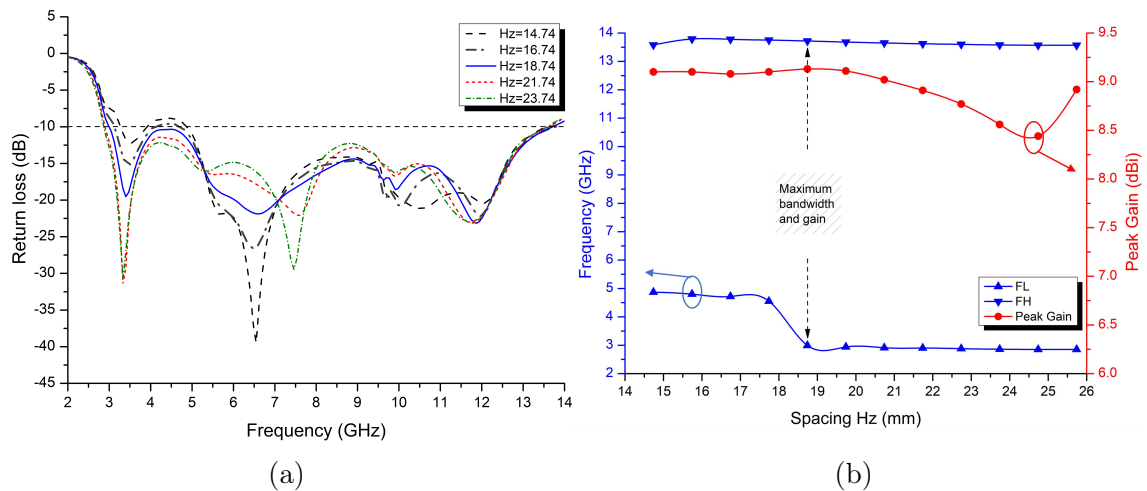 5
0
-5
-10
-15
-20
-25
-30
-35
-40
-45
Return loss (dB)
2 3 4 5 6 7 8 9 10 11 12 13 14
Frequency (GHz)
Hz=14.74
Hz=16.74
Hz=18.74
Hz=21.74
Hz=23.74
(a)
14
13
12
11
10
9
8
7
6
5
4
3
2
Frequency (GHz)
Maximum
bandwidth
and gain
FL
FH
Peak Gain
14 15 16 17 18 19 20 21 22 23 24 25 26
Spacing Hz (mm)
9.5
9.0
8.5
8.0
7.5
7.0
6.5
6.0
Peak Gain (dBi)
(b)